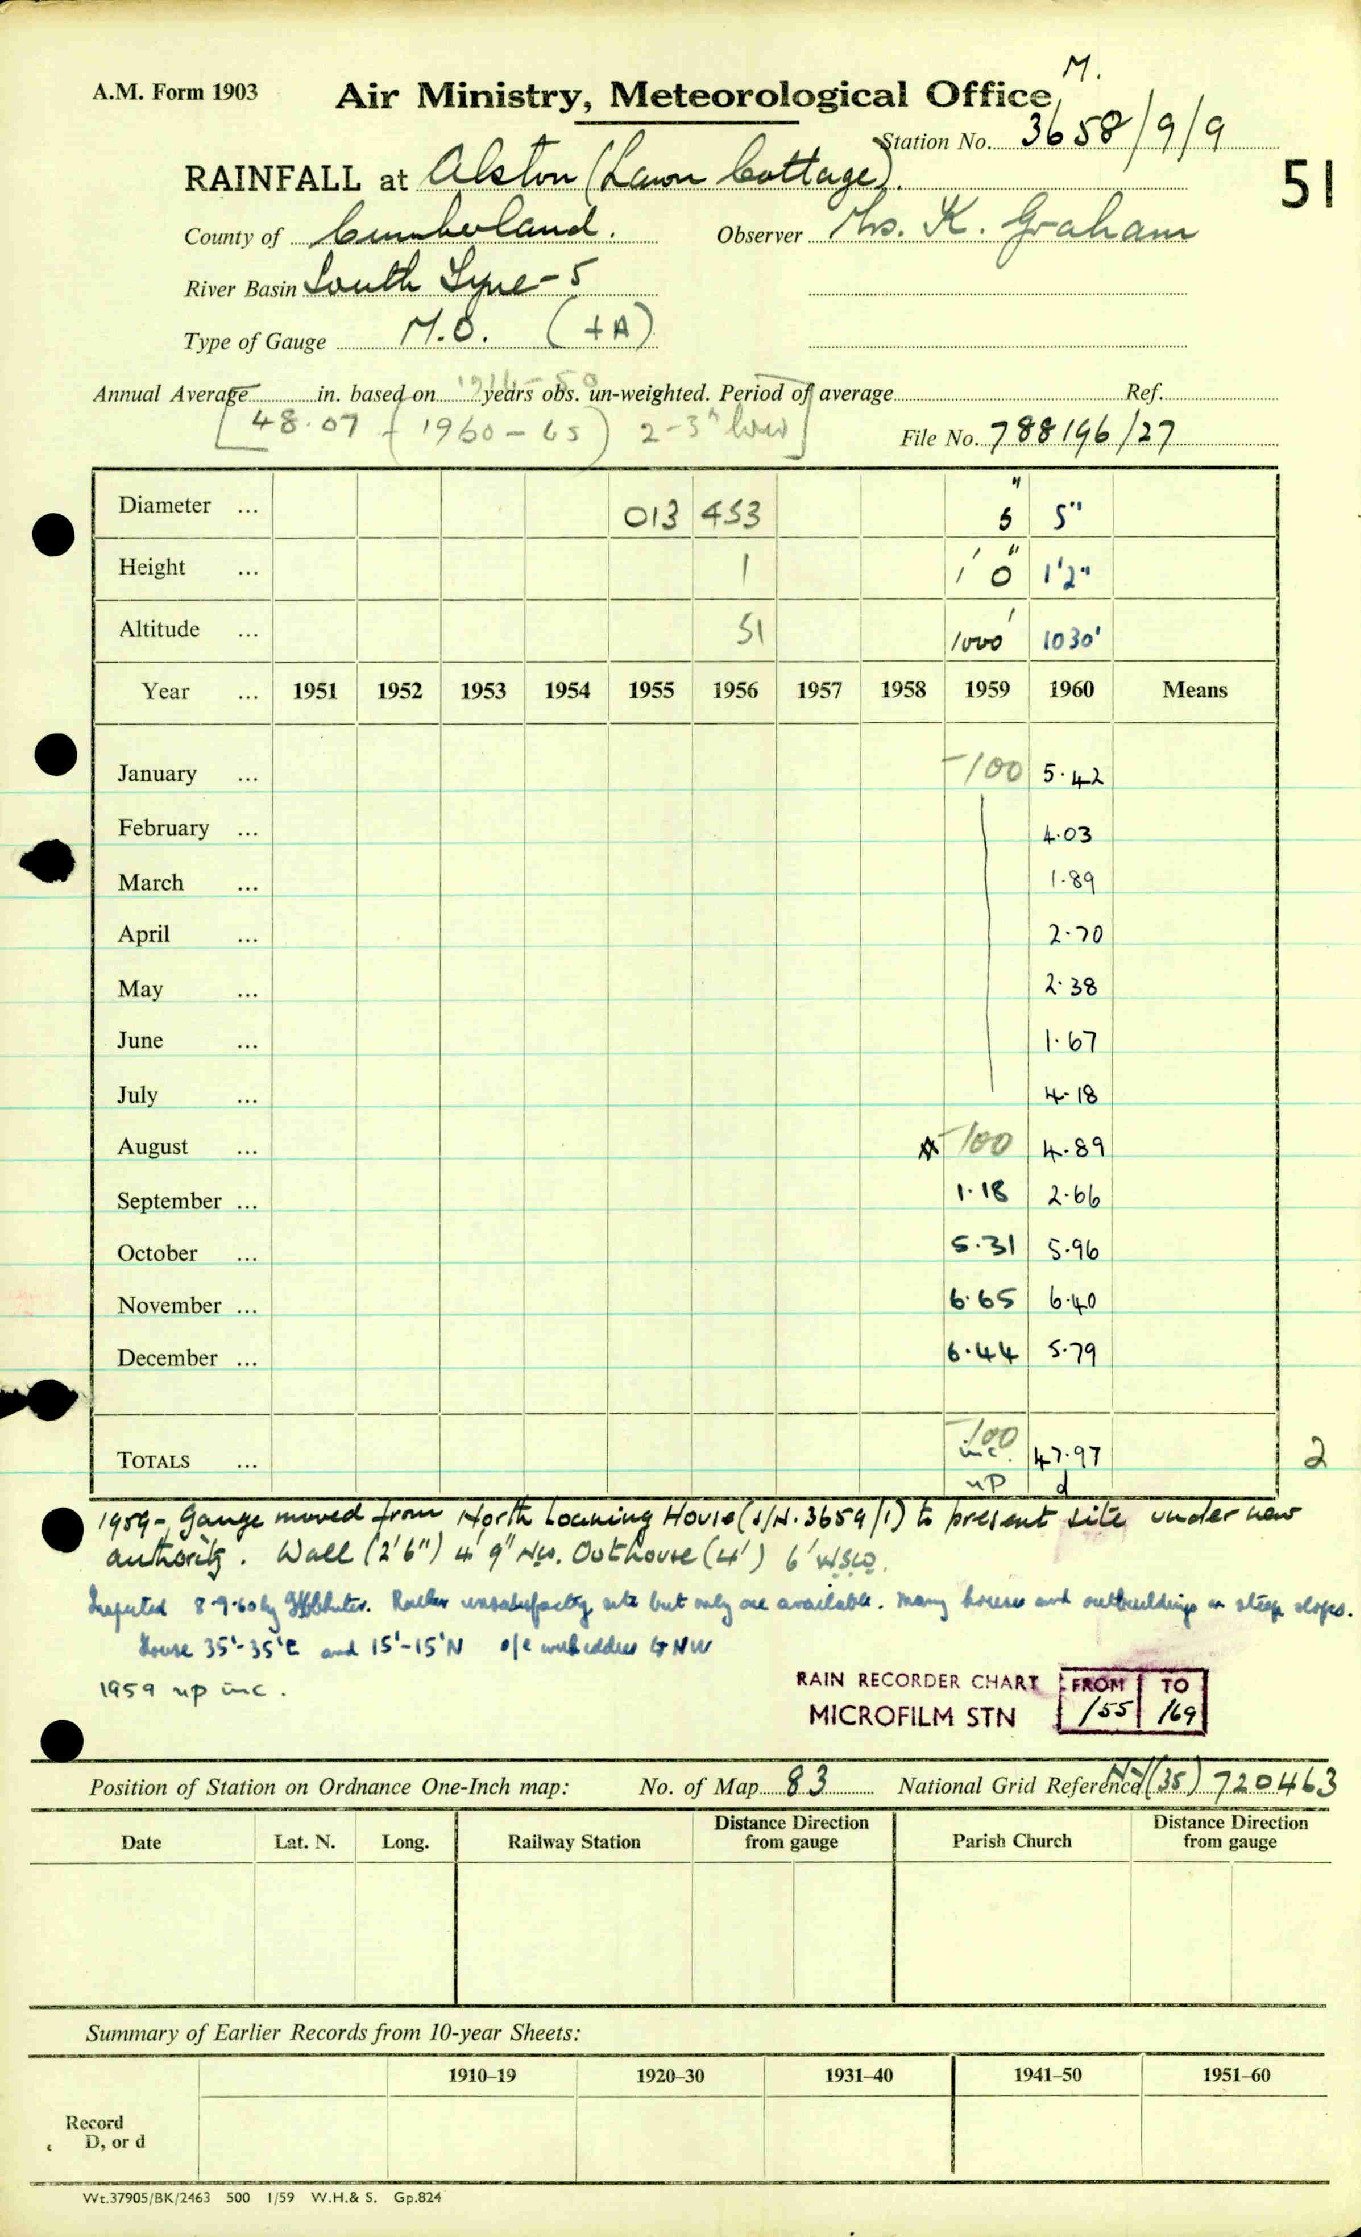 M.
A.M. Form 1903 Air Ministry, Meteorological Office
Station No. 3658/9/9
RAINFALL at Alston (Lawn Cottage). 51
County of Cumberland. Observer Mrs. K. Graham
River Basin South Tyne - 5
Type of Gauge M.O. (+A)
Annual Average in. based on 1916-50 years obs. un-weighted. Period of average Ref.
[48.07 - (1960-65) 2-3" low] File No. 788196/27
Diameter ... 013 453 5" 5"
Height ... 1 1' 0" 1'2"
Altitude ... 51 1000' 1030'
Year ... 1951 1952 1953 1954 1955 1956 1957 1958 1959 1960 Means
January ... -100 5.42
February ... 4.03
March ... 1.89
April ... 2.70
May ... 2.38
June ... 1.67
July ... 4.18
August ... -100 4.89
September ... 1.18 2.66
October ... 5.31 5.96
November ... 6.65 6.40
December ... 6.44 5.79
TOTALS ... -100 inc. up 47.97 d 2
1959 - Gauge moved from North Loaning House (S/N. 3659/1) to present site under new
authority. Wall (2'6") 4'9" NW. Outhouse (4') 6' WSW.
Inspected 8.9.60 by Rather unsatisfactory site but only one available. Many houses and outbuildings on steep slopes.
House 35'-35'E and 15'-15'N o/e to NW
1959 up inc.
RAIN RECORDER CHART FROM TO
MICROFILM STN /55 /69
Position of Station on Ordnance One-Inch map: No. of Map 83 National Grid Reference NY(35) 720463
Date Lat. N. Long. Railway Station Distance Direction from gauge Parish Church Distance Direction from gauge
Summary of Earlier Records from 10-year Sheets:
1910-19 1920-30 1931-40 1941-50 1951-60
Record
D, or d
Wt.37905/BK/2463 500 1/59 W.H.& S. Gp.824